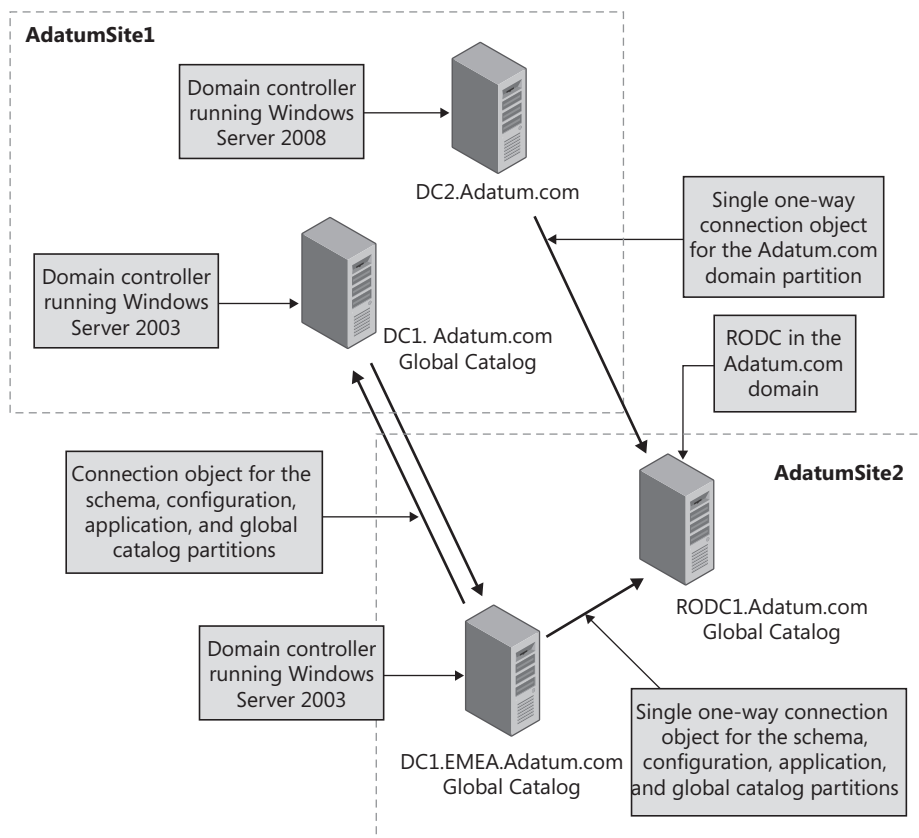 AdatumSite1
Domain controller
running Windows
Server 2008
DC2.Adatum.com
Single one-way
connection object
for the Adatum.com
domain partition
Domain controller
running Windows
Server 2003
DC1. Adatum.com
Global Catalog
RODC in the
Adatum.com
domain
Connection object for the
schema, configuration,
application, and global
catalog partitions
AdatumSite2
RODC1.Adatum.com
Global Catalog
Domain controller
running Windows
Server 2003
DC1.EMEA.Adatum.com
Global Catalog
Single one-way connection
object for the schema,
configuration, application,
and global catalog partitions